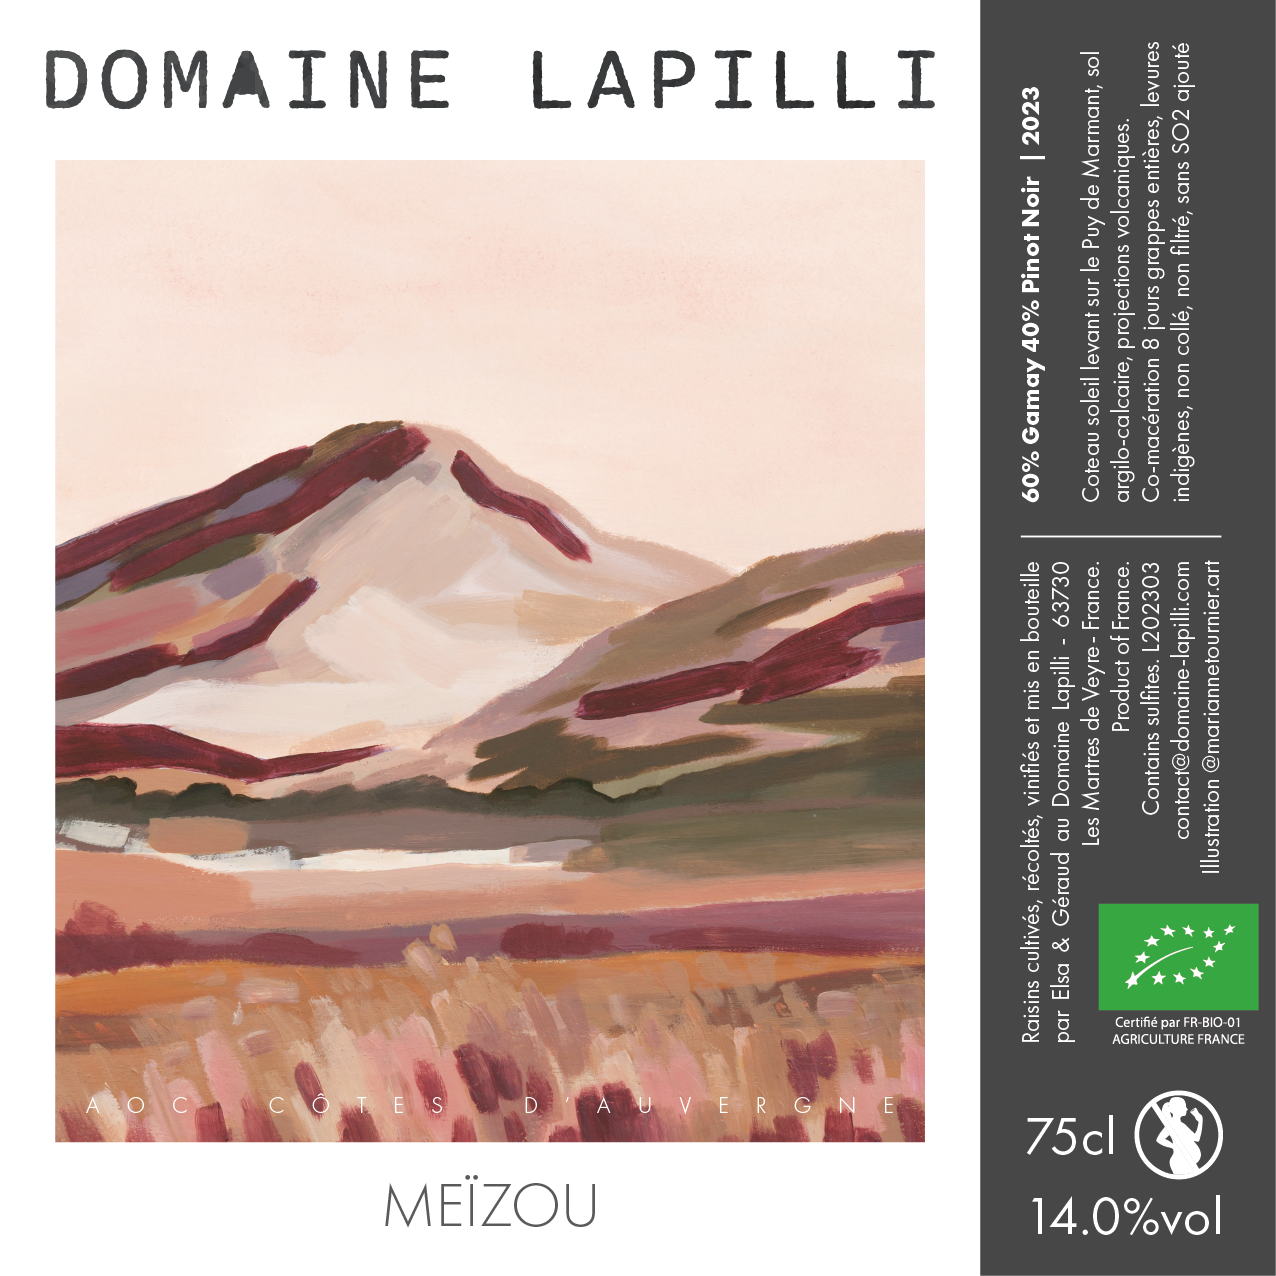 DOMAINE LAPILLI
AOC CÔTES D'AUVERGNE
MEÏZOU
60% Gamay 40% Pinot Noir | 2023
Coteau soleil levant sur le Puy de Marmant, sol
argilo-calcaire, projections volcaniques.
Co-macération 8 jours grappes entières, levures
indigènes, non collé, non filtré, sans SO2 ajouté
Raisins cultivés, récoltés, vinifiés et mis en bouteille
par Elsa & Géraud au Domaine Lapilli - 63730
Les Martres de Veyre - France.
Product of France.
Contains sulfites. L202303
contact@domaine-lapilli.com
Illustration @mariannetournier.art
Certifié par FR-BIO-01
AGRICULTURE FRANCE
75cl
14.0%vol